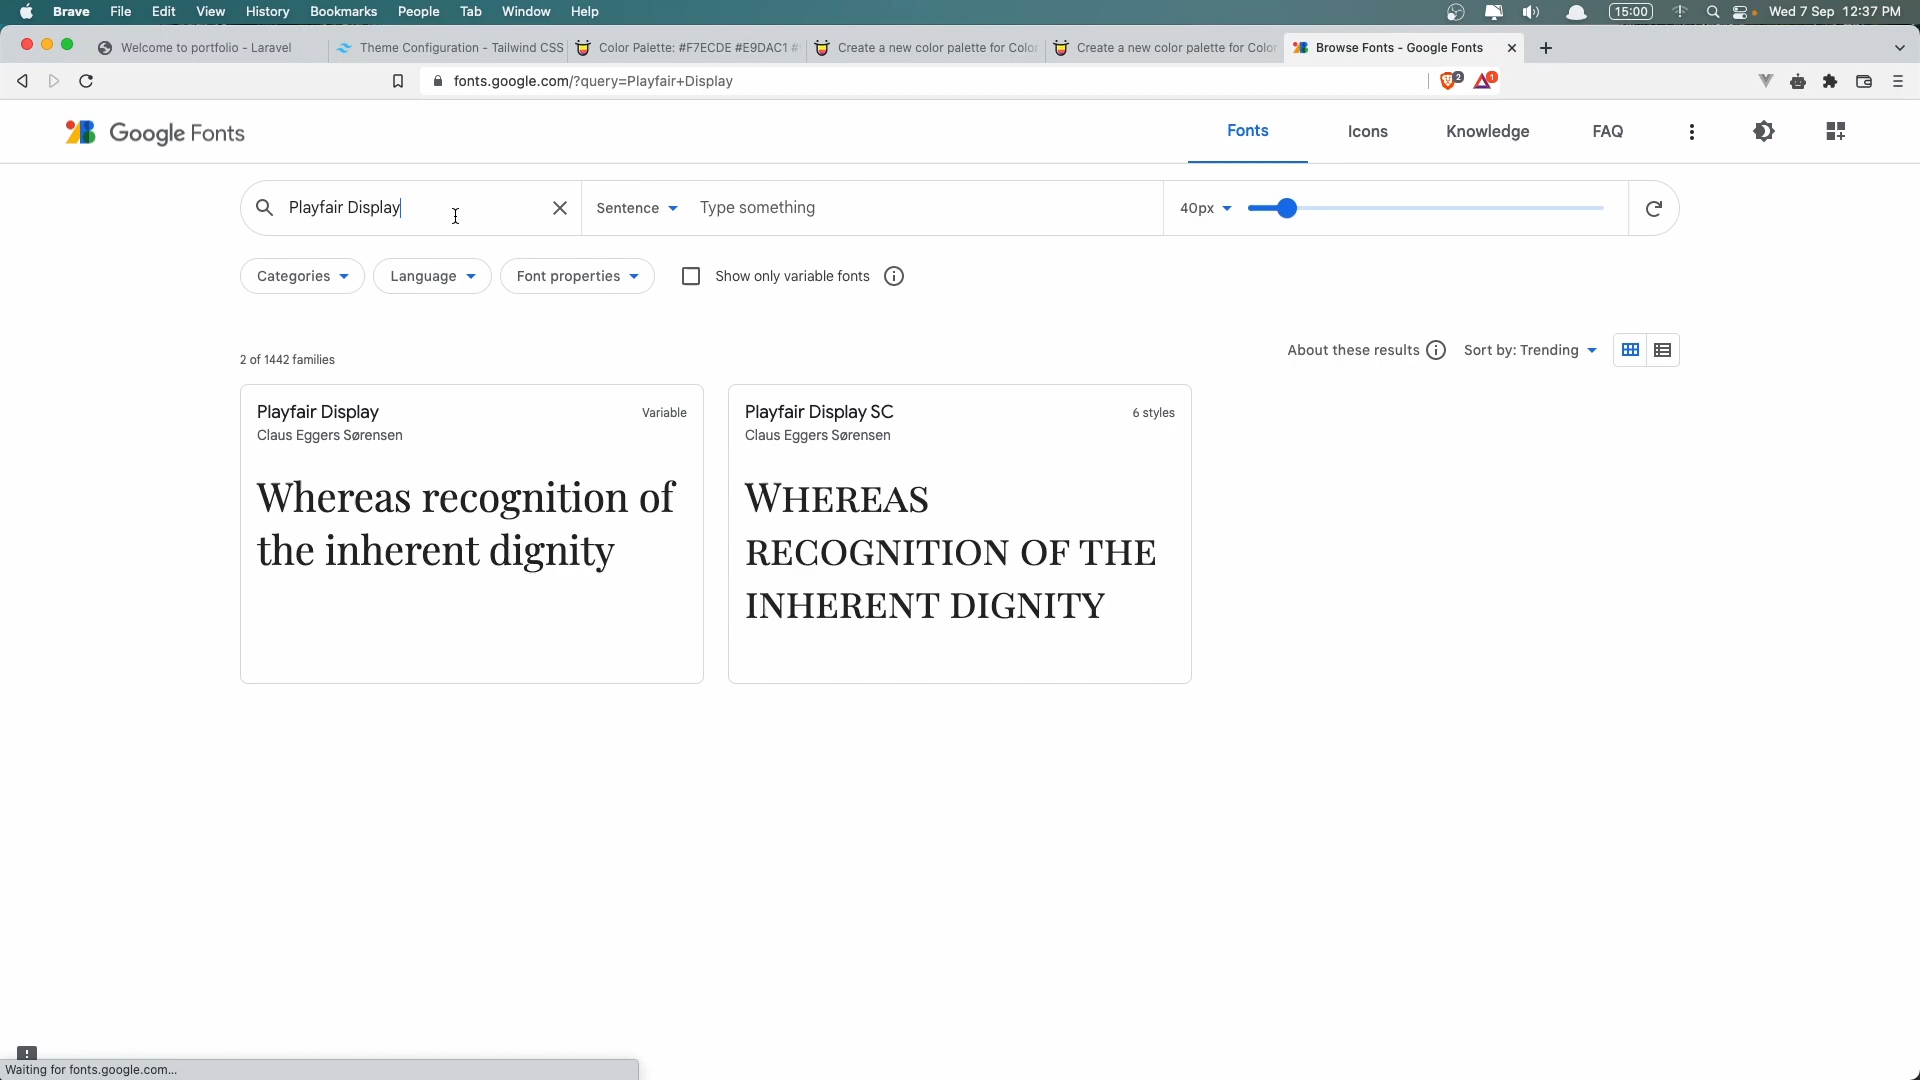 Brave File Edit View History Bookmarks People Tab Window Help 15:00 Wed 7 Sep 12:37 PM
Welcome to portfolio - Laravel Theme Configuration - Tailwind CSS Color Palette: #F7ECDE #E9DAC1 # Create a new color palette for Color Create a new color palette for Color Browse Fonts - Google Fonts
fonts.google.com/?query=Playfair+Display 2 1
Google Fonts Fonts Icons Knowledge FAQ
Playfair Display Sentence Type something 40px
Categories Language Font properties Show only variable fonts
About these results Sort by: Trending
2 of 1442 families
Playfair Display Variable
Claus Eggers Sørensen
Whereas recognition of
the inherent dignity
Playfair Display SC 6 styles
Claus Eggers Sørensen
WHEREAS
RECOGNITION OF THE
INHERENT DIGNITY
Waiting for fonts.google.com...